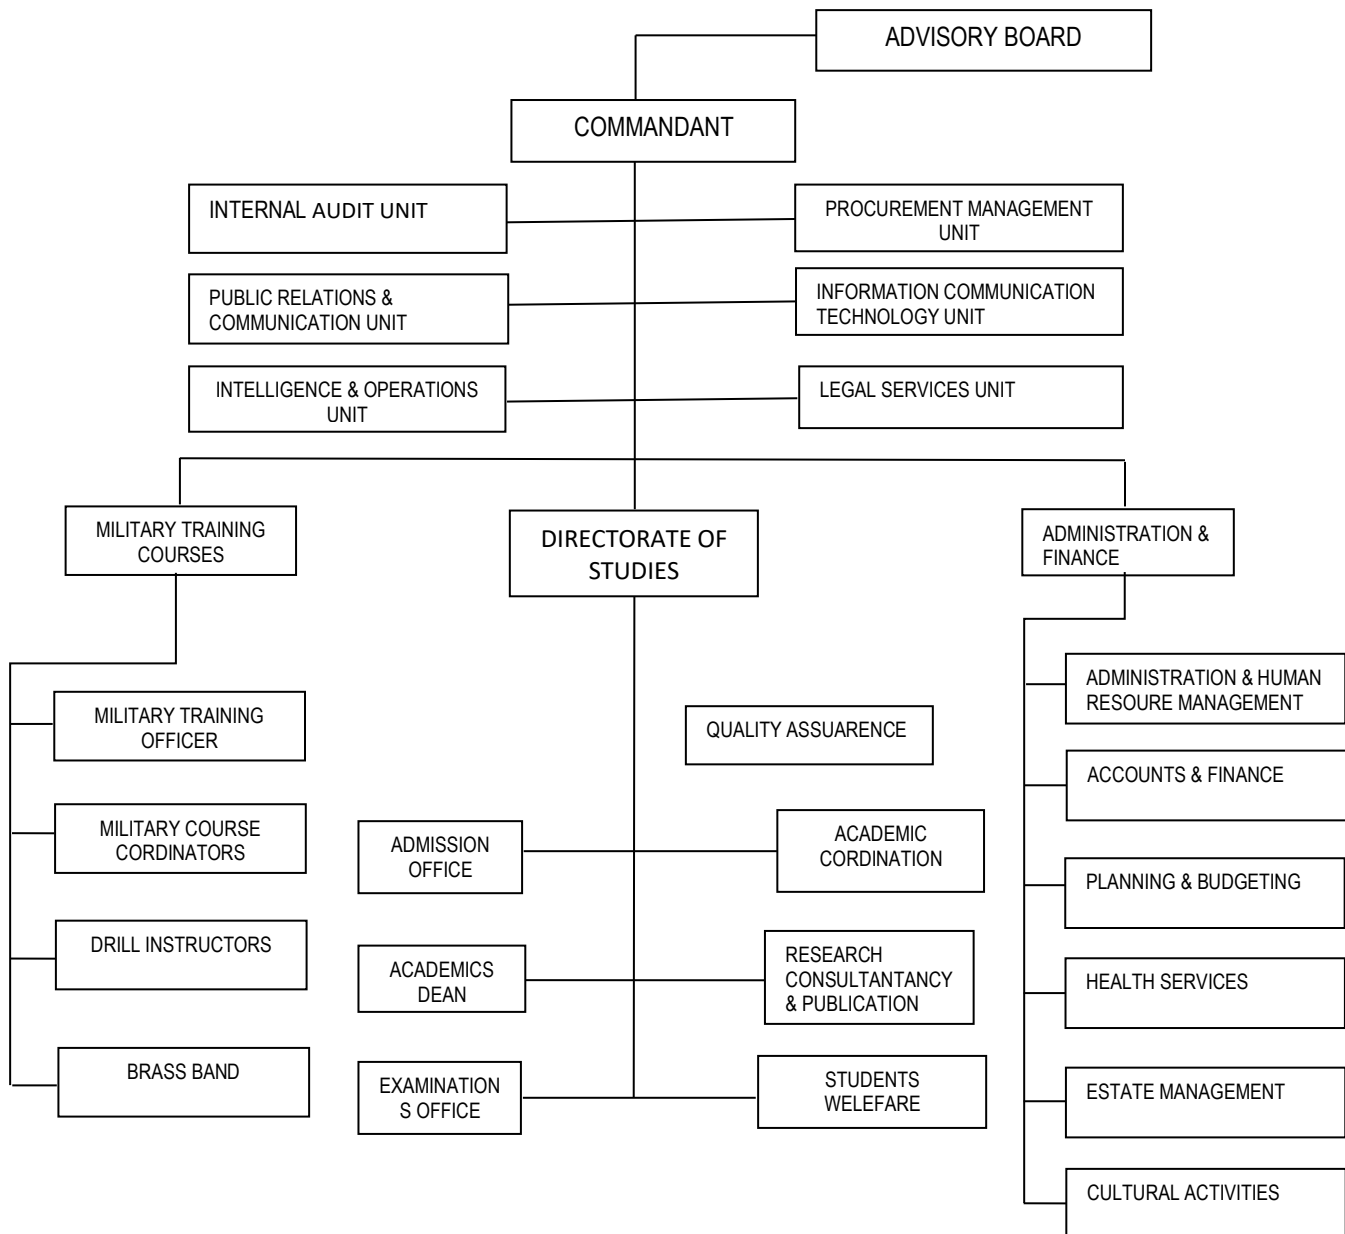 ADVISORY BOARD
COMMANDANT
INTERNAL AUDIT UNIT
PROCUREMENT MANAGEMENT
UNIT
PUBLIC RELATIONS &
COMMUNICATION UNIT
INFORMATION COMMUNICATION
TECHNOLOGY UNIT
INTELLIGENCE & OPERATIONS
UNIT
LEGAL SERVICES UNIT
MILITARY TRAINING
COURSES
DIRECTORATE OF
STUDIES
ADMINISTRATION &
FINANCE
MILITARY TRAINING
OFFICER
MILITARY COURSE
CORDINATORS
DRILL INSTRUCTORS
BRASS BAND
QUALITY ASSUARENCE
ADMISSION
OFFICE
ACADEMIC
CORDINATION
ACADEMICS
DEAN
RESEARCH
CONSULTANTANCY
& PUBLICATION
EXAMINATION
S OFFICE
STUDENTS
WELEFARE
ADMINISTRATION & HUMAN
RESOURE MANAGEMENT
ACCOUNTS & FINANCE
PLANNING & BUDGETING
HEALTH SERVICES
ESTATE MANAGEMENT
CULTURAL ACTIVITIES